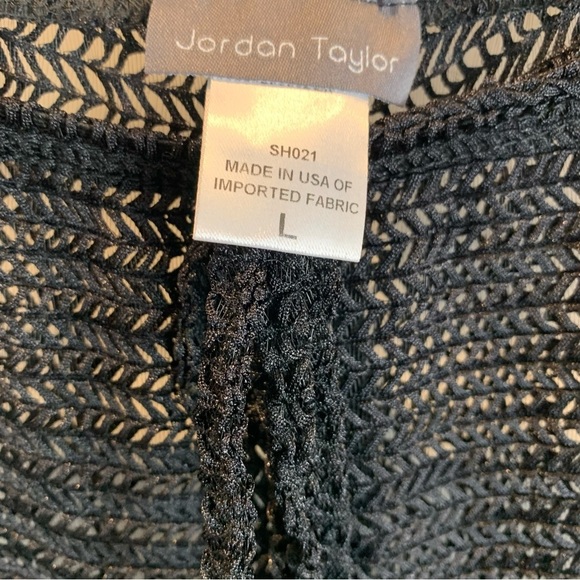 Jordan Taylor
SH021
MADE IN USA OF
IMPORTED FABRIC
L